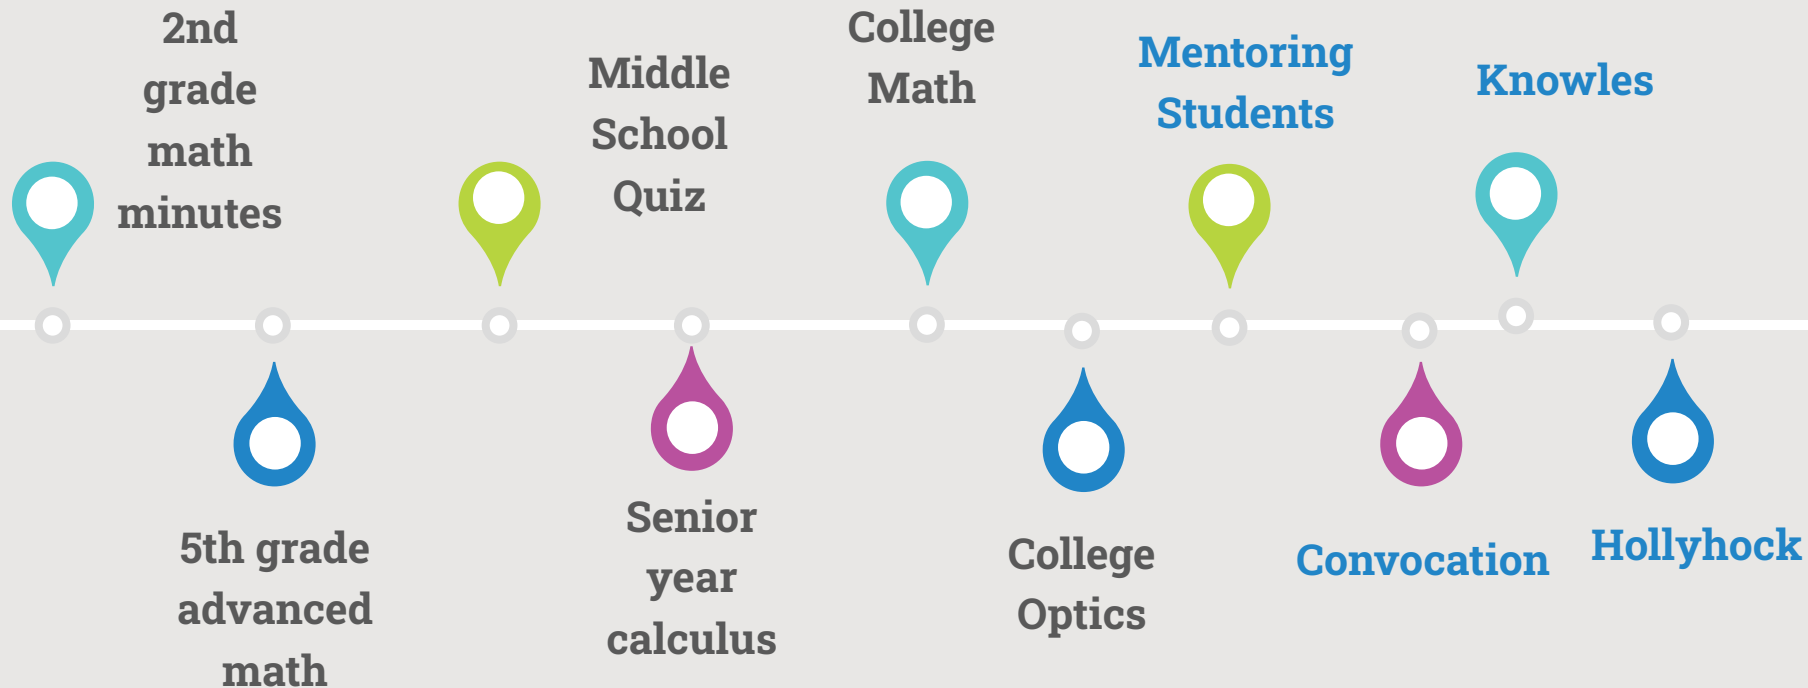 2nd
grade
math
minutes
5th grade
advanced
math
Middle
School
Quiz
Senior
year
calculus
College
Math
College
Optics
Mentoring
Students
Convocation
Knowles
Hollyhock